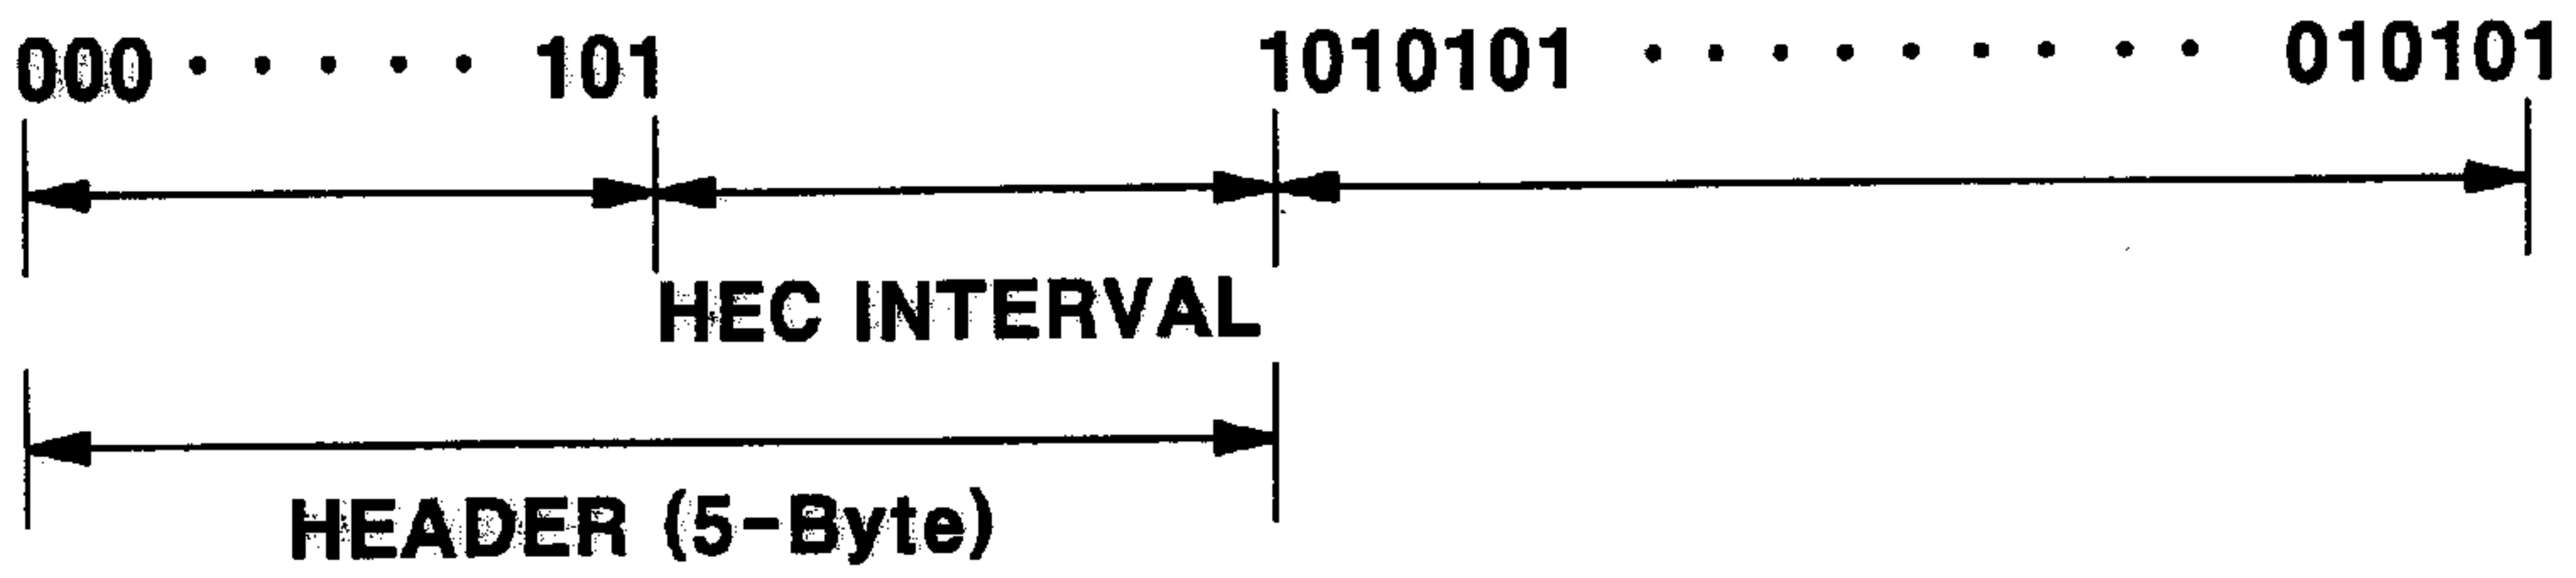 000 · · · · · 101 1010101 · · · · · · · · · 010101
HEC INTERVAL
HEADER (5-Byte)